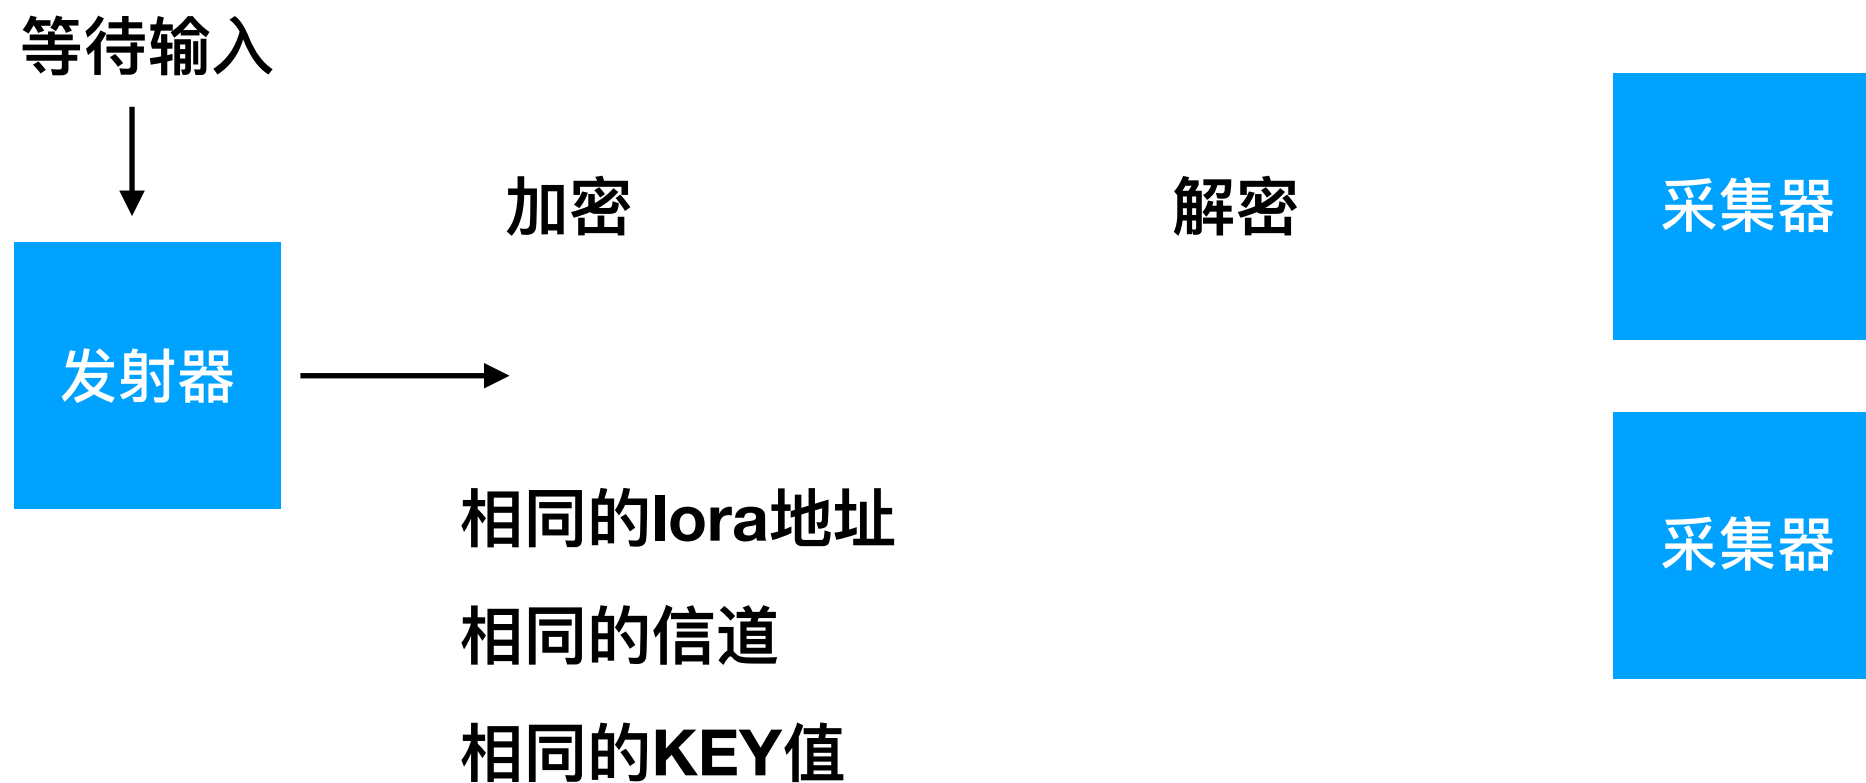 等待输入
加密
解密
采集器
发射器
相同的lora地址
采集器
相同的信道
相同的KEY值